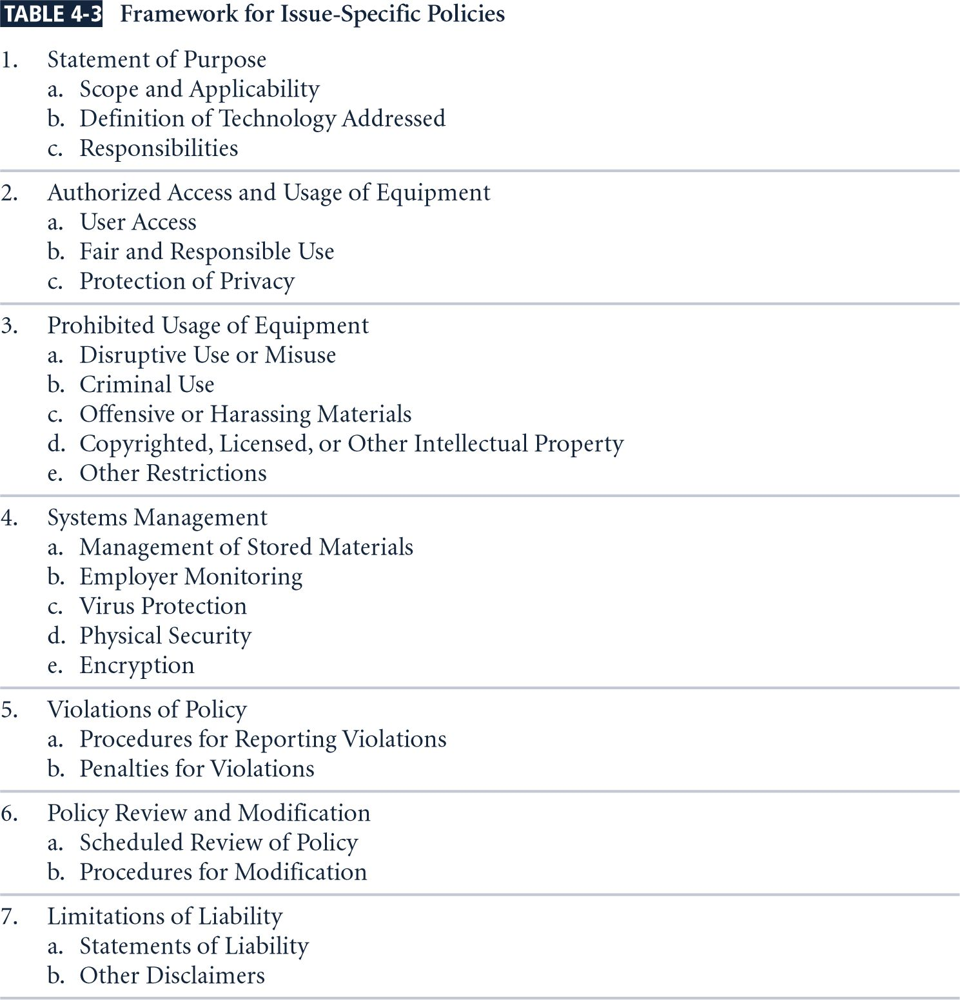 TABLE 4-3 Framework for Issue-Specific Policies
1. Statement of Purpose
a. Scope and Applicability
b. Definition of Technology Addressed
c. Responsibilities
2. Authorized Access and Usage of Equipment
a. User Access
b. Fair and Responsible Use
c. Protection of Privacy
3. Prohibited Usage of Equipment
a. Disruptive Use or Misuse
b. Criminal Use
c. Offensive or Harassing Materials
d. Copyrighted, Licensed, or Other Intellectual Property
e. Other Restrictions
4. Systems Management
a. Management of Stored Materials
b. Employer Monitoring
c. Virus Protection
d. Physical Security
e. Encryption
5. Violations of Policy
a. Procedures for Reporting Violations
b. Penalties for Violations
6. Policy Review and Modification
a. Scheduled Review of Policy
b. Procedures for Modification
7. Limitations of Liability
a. Statements of Liability
b. Other Disclaimers